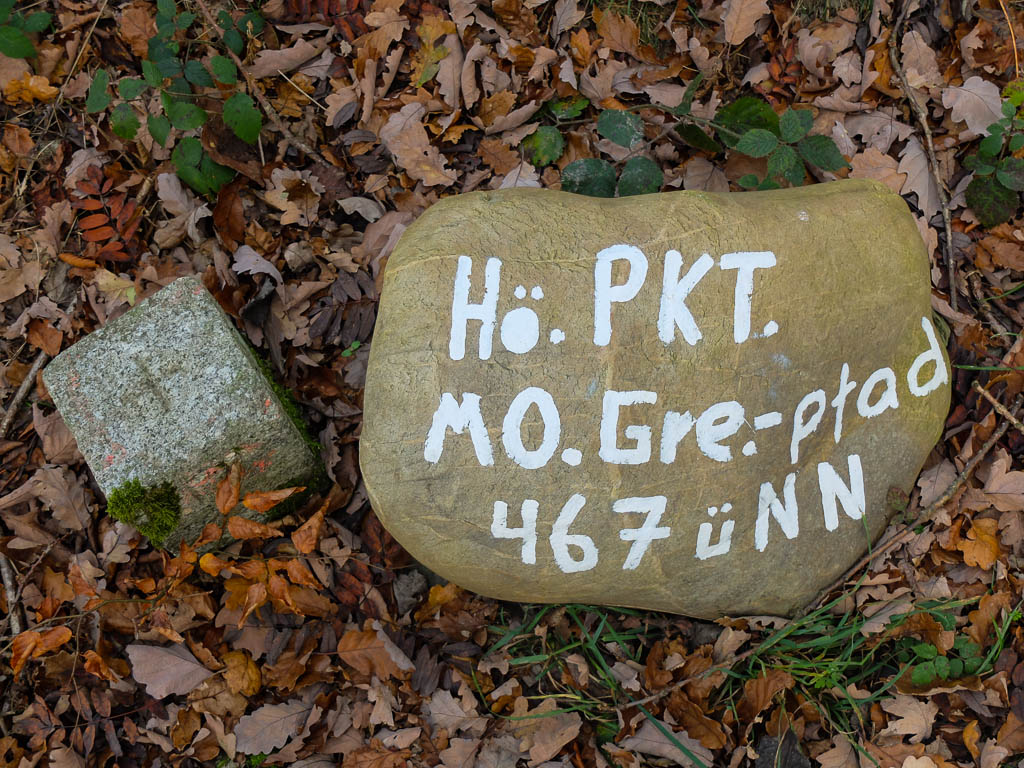 Hö. PKT.
MO. Gre.-pfad
467 ü NN